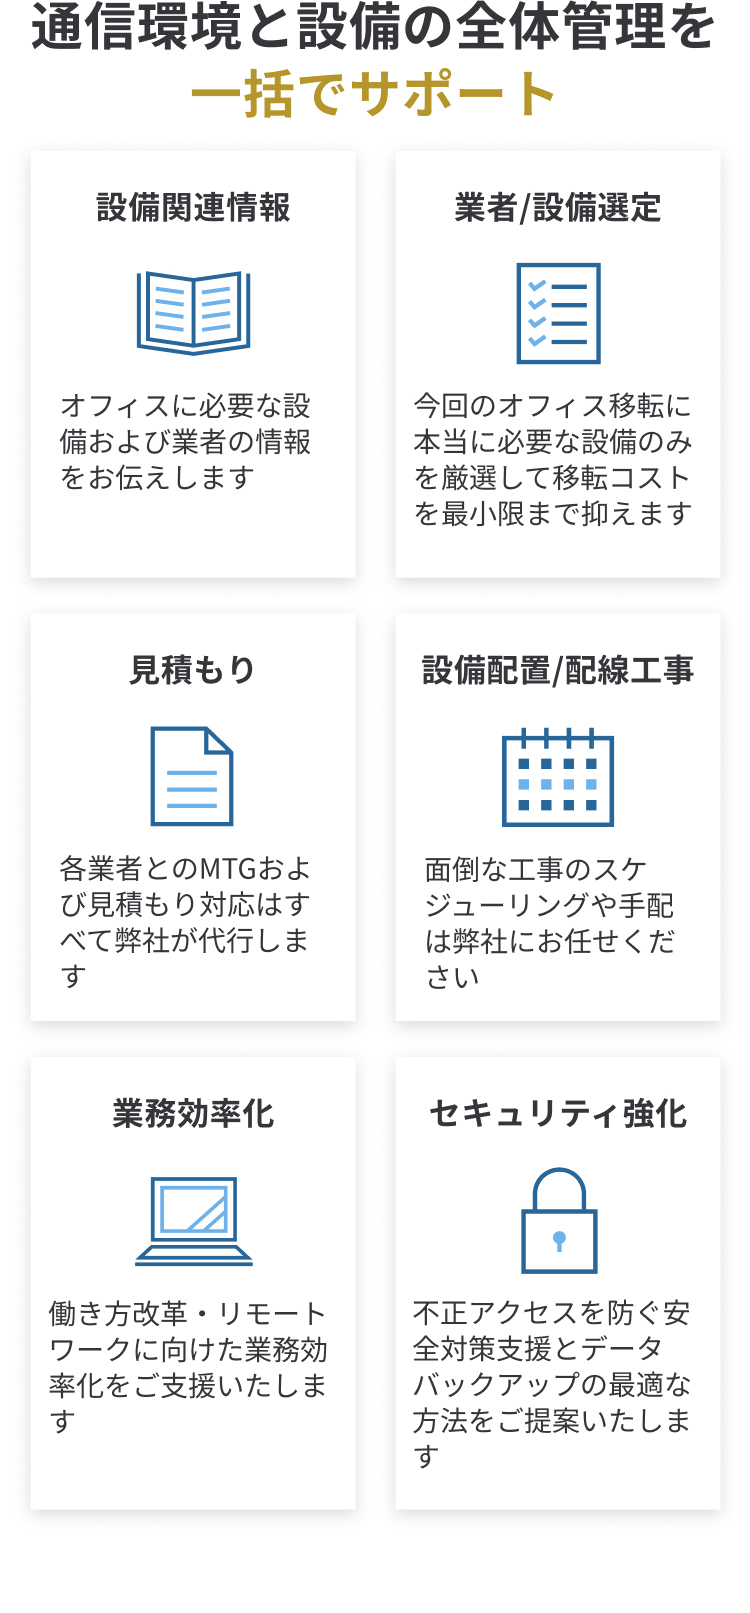 通信環境と設備の全体管理を
一括でサポート
設備関連情報
オフィスに必要な設
備および業者の情報
をお伝えします
業者/設備選定
今回のオフィス移転に
本当に必要な設備のみ
を厳選して移転コスト
を最小限まで抑えます
見積もり
各業者とのMTGおよ
び見積もり対応はす
べて弊社が代行しま
す
設備配置/配線工事
面倒な工事のスケ
ジューリングや手配
は弊社にお任せくだ
さい
業務効率化
働き方改革・リモート
ワークに向けた業務効
率化をご支援いたしま
す
セキュリティ強化
不正アクセスを防ぐ安
全対策支援とデータ
バックアップの最適な
方法をご提案いたしま
す